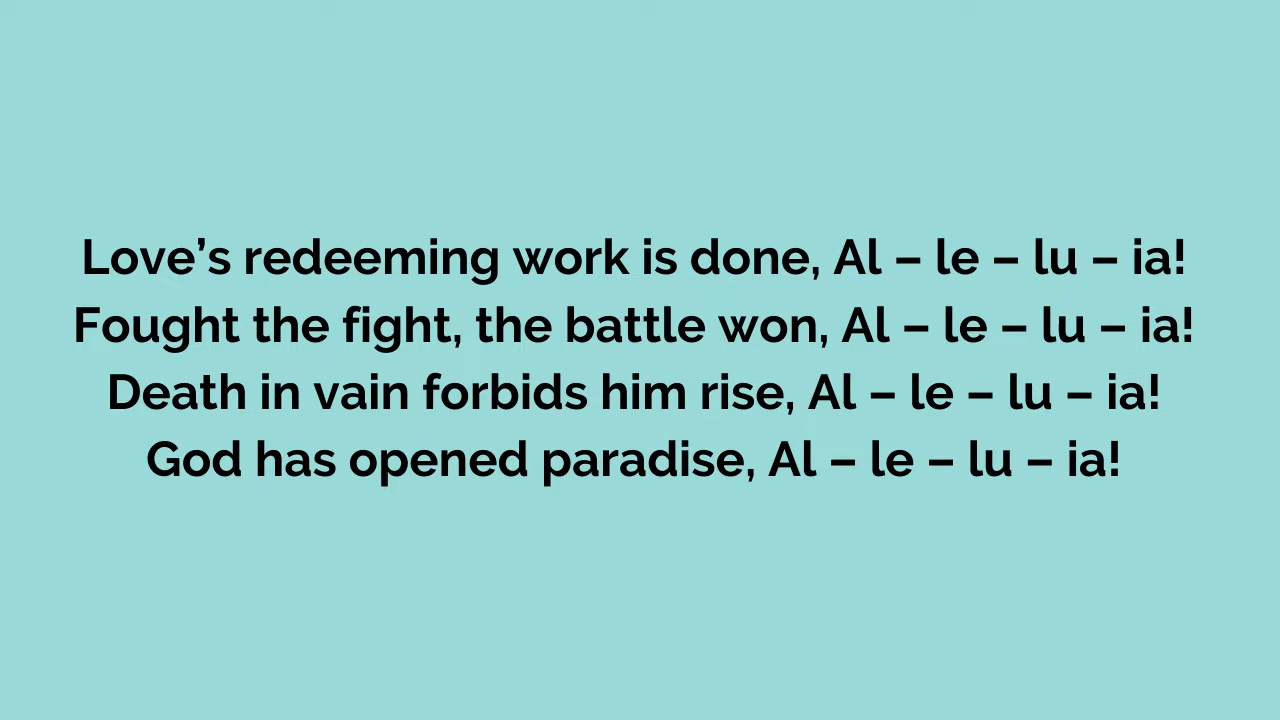 Love’s redeeming work is done, Al – le – lu – ia!
Fought the fight, the battle won, Al – le – lu – ia!
Death in vain forbids him rise, Al – le – lu – ia!
God has opened paradise, Al – le – lu – ia!